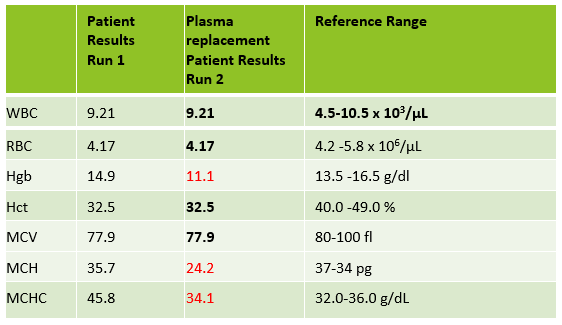 Patient Results Run 1 Plasma replacement Patient Results Run 2 Reference Range
WBC 9.21 9.21 4.5-10.5 x 10³/µL
RBC 4.17 4.17 4.2 -5.8 x 10⁶/µL
Hgb 14.9 11.1 13.5 -16.5 g/dl
Hct 32.5 32.5 40.0 -49.0 %
MCV 77.9 77.9 80-100 fl
MCH 35.7 24.2 37-34 pg
MCHC 45.8 34.1 32.0-36.0 g/dL